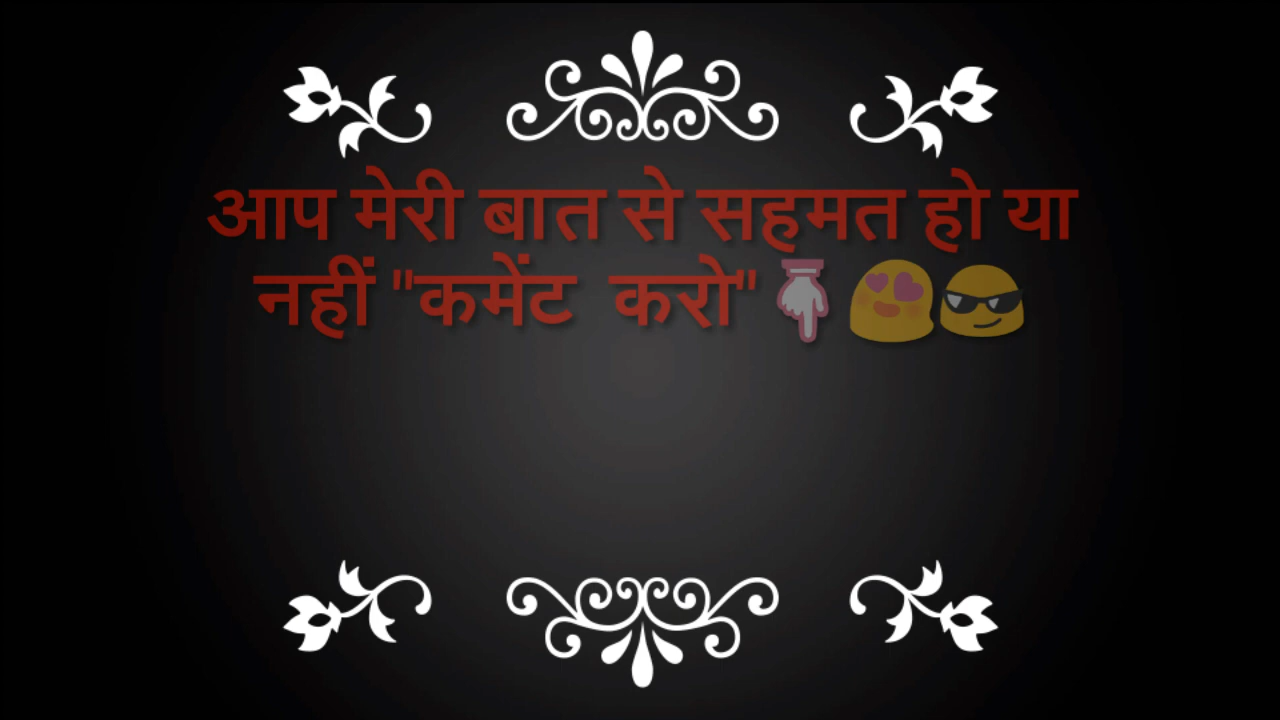 आप मेरी बात से सहमत हो या
नहीं "कमेंट करो"👇😍😎